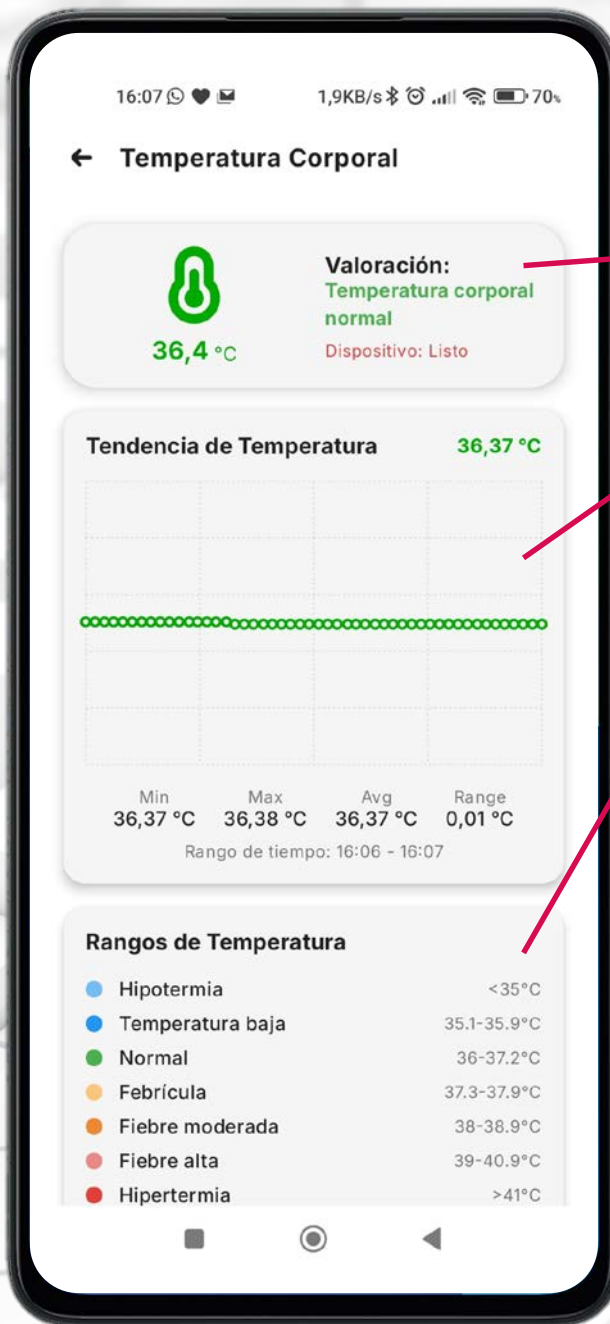 16:07 1,9KB/s 70%
Temperatura Corporal
Valoración:
Temperatura corporal
normal
36,4 °C
Dispositivo: Listo
Tendencia de Temperatura 36,37 °C
Min Max Avg Range
36,37 °C 36,38 °C 36,37 °C 0,01 °C
Rango de tiempo: 16:06 - 16:07
Rangos de Temperatura
Hipotermia <35°C
Temperatura baja 35.1-35.9°C
Normal 36-37.2°C
Febrícula 37.3-37.9°C
Fiebre moderada 38-38.9°C
Fiebre alta 39-40.9°C
Hipertermia >41°C